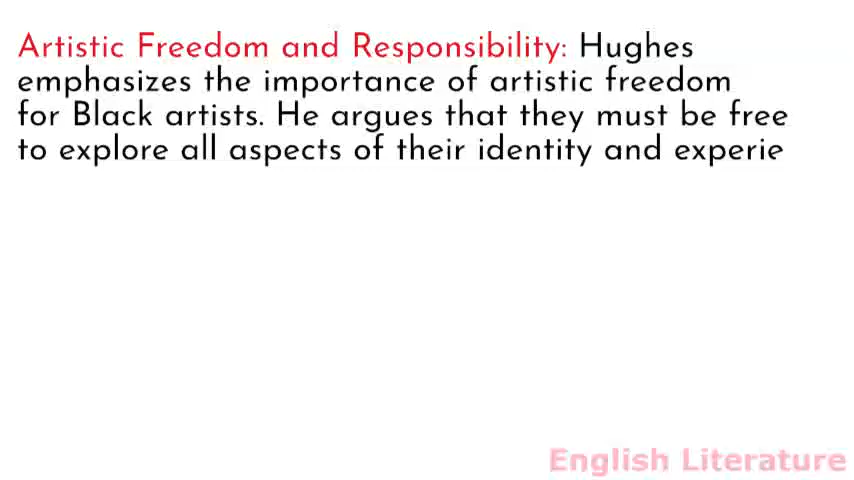 Artistic Freedom and Responsibility: Hughes
emphasizes the importance of artistic freedom
for Black artists. He argues that they must be free
to explore all aspects of their identity and experie
English Literature